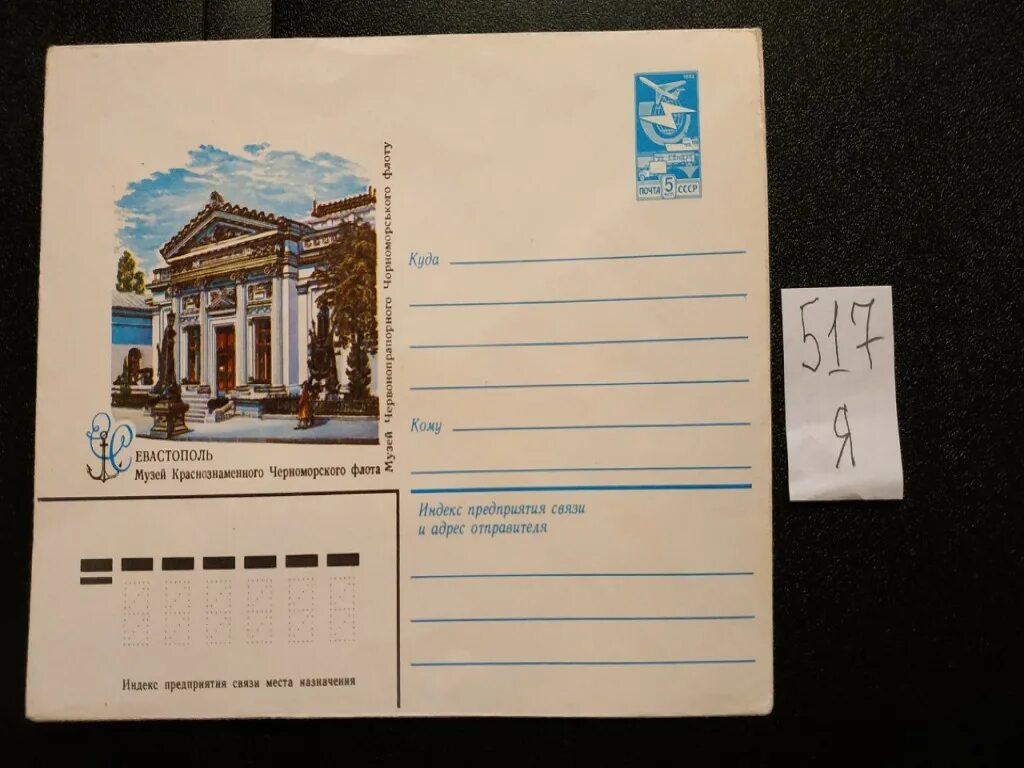 1982
ПОЧТА 5 СССР
Музей Червонопрапорного Чорноморського флоту
СЕВАСТОПОЛЬ
Музей Краснознаменного Черноморского флота
Куда
Кому
Индекс предприятия связи
и адрес отправителя
Индекс предприятия связи места назначения
517
Я